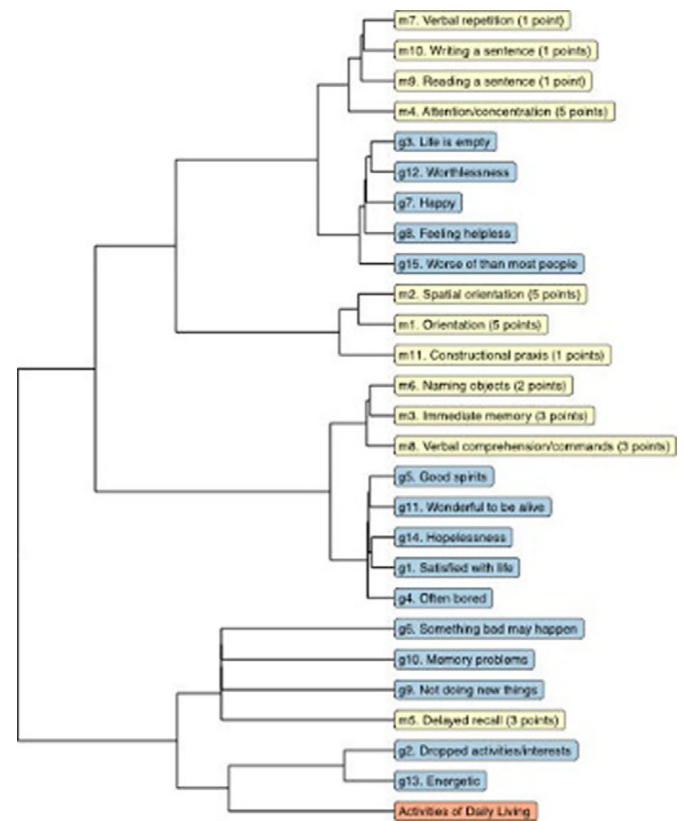 m7. Verbal repetition (1 point)
m10. Writing a sentence (1 points)
m9. Reading a sentence (1 point)
m4. Attention/concentration (5 points)
g3. Life is empty
g12. Worthlessness
g7. Happy
g8. Feeling helpless
g15. Worse of than most people
m2. Spatial orientation (5 points)
m1. Orientation (5 points)
m11. Constructional praxis (1 points)
m6. Naming objects (2 points)
m3. Immediate memory (3 points)
m8. Verbal comprehension/commands (3 points)
g5. Good spirits
g11. Wonderful to be alive
g14. Hopelessness
g1. Satisfied with life
g4. Often bored
g6. Something bad may happen
g10. Memory problems
g9. Not doing new things
m5. Delayed recall (3 points)
g2. Dropped activities/interests
g13. Energetic
Activities of Daily Living